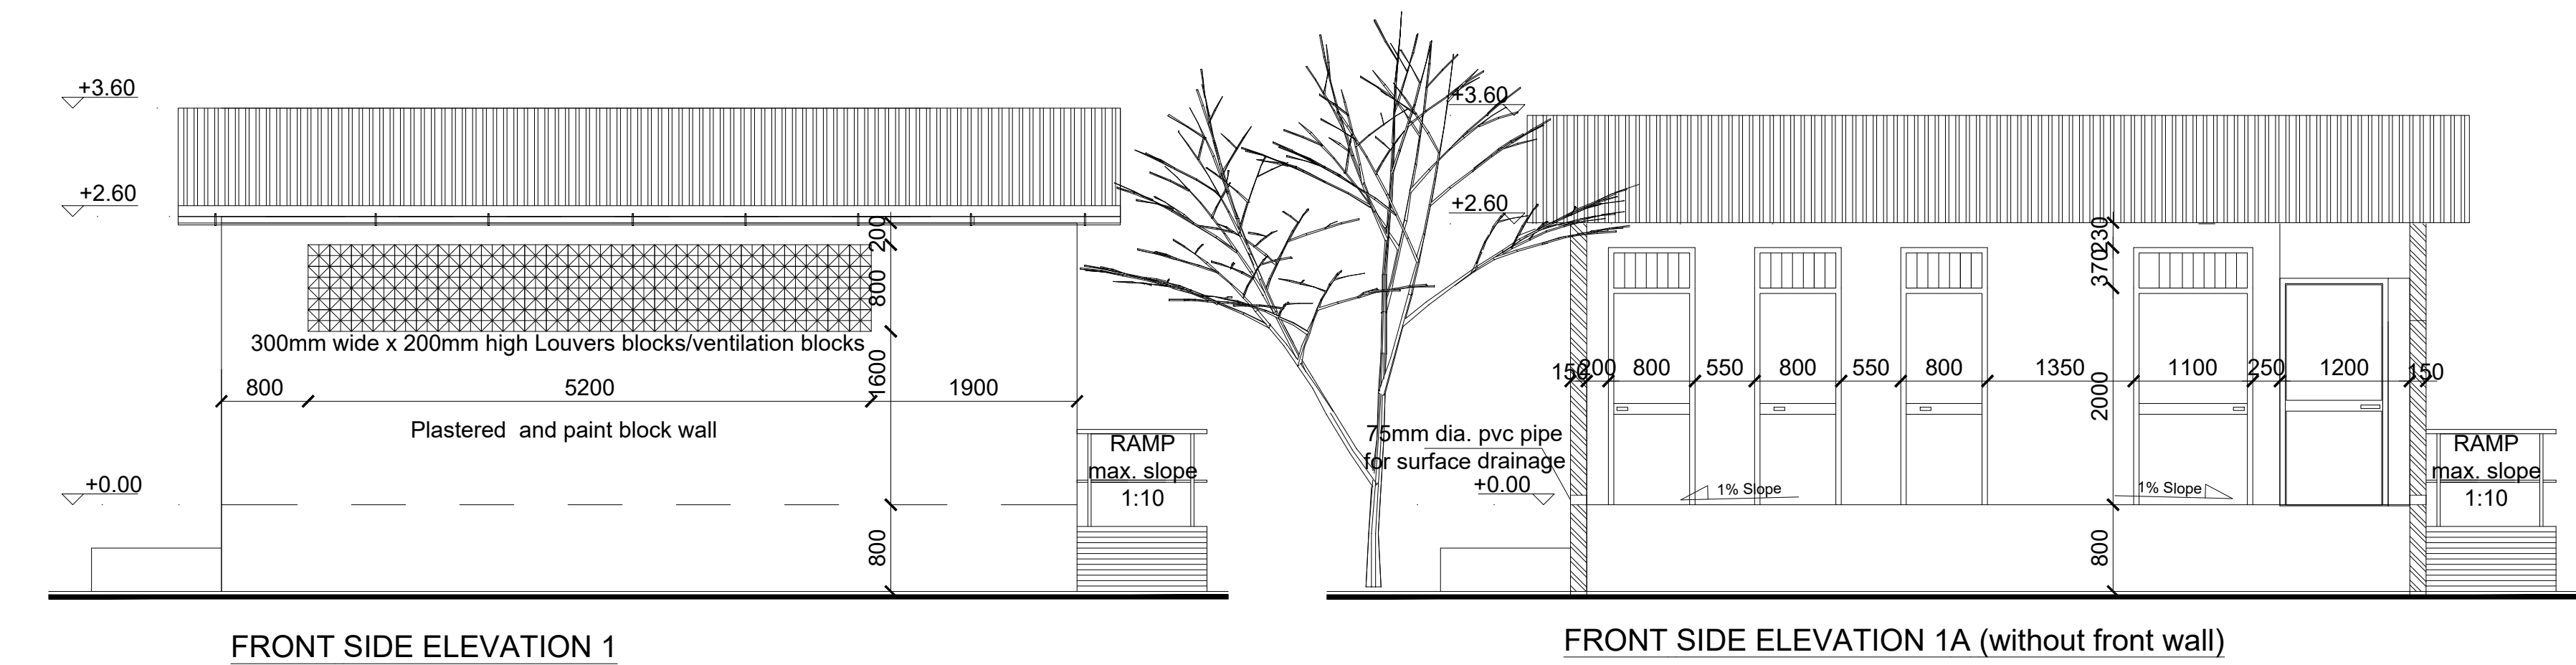 +3.60
+2.60
200
800
300mm wide x 200mm high Louvers blocks/ventilation blocks
1600
800 5200 1900
Plastered and paint block wall
RAMP
max. slope
1:10
+0.00
800
FRONT SIDE ELEVATION 1
+3.60
+2.60
230
370
150 200 800 550 800 550 800 1350 1100 250 1200 150
2000
75mm dia. pvc pipe
for surface drainage
+0.00
1% Slope
1% Slope
RAMP
max. slope
1:10
800
FRONT SIDE ELEVATION 1A (without front wall)